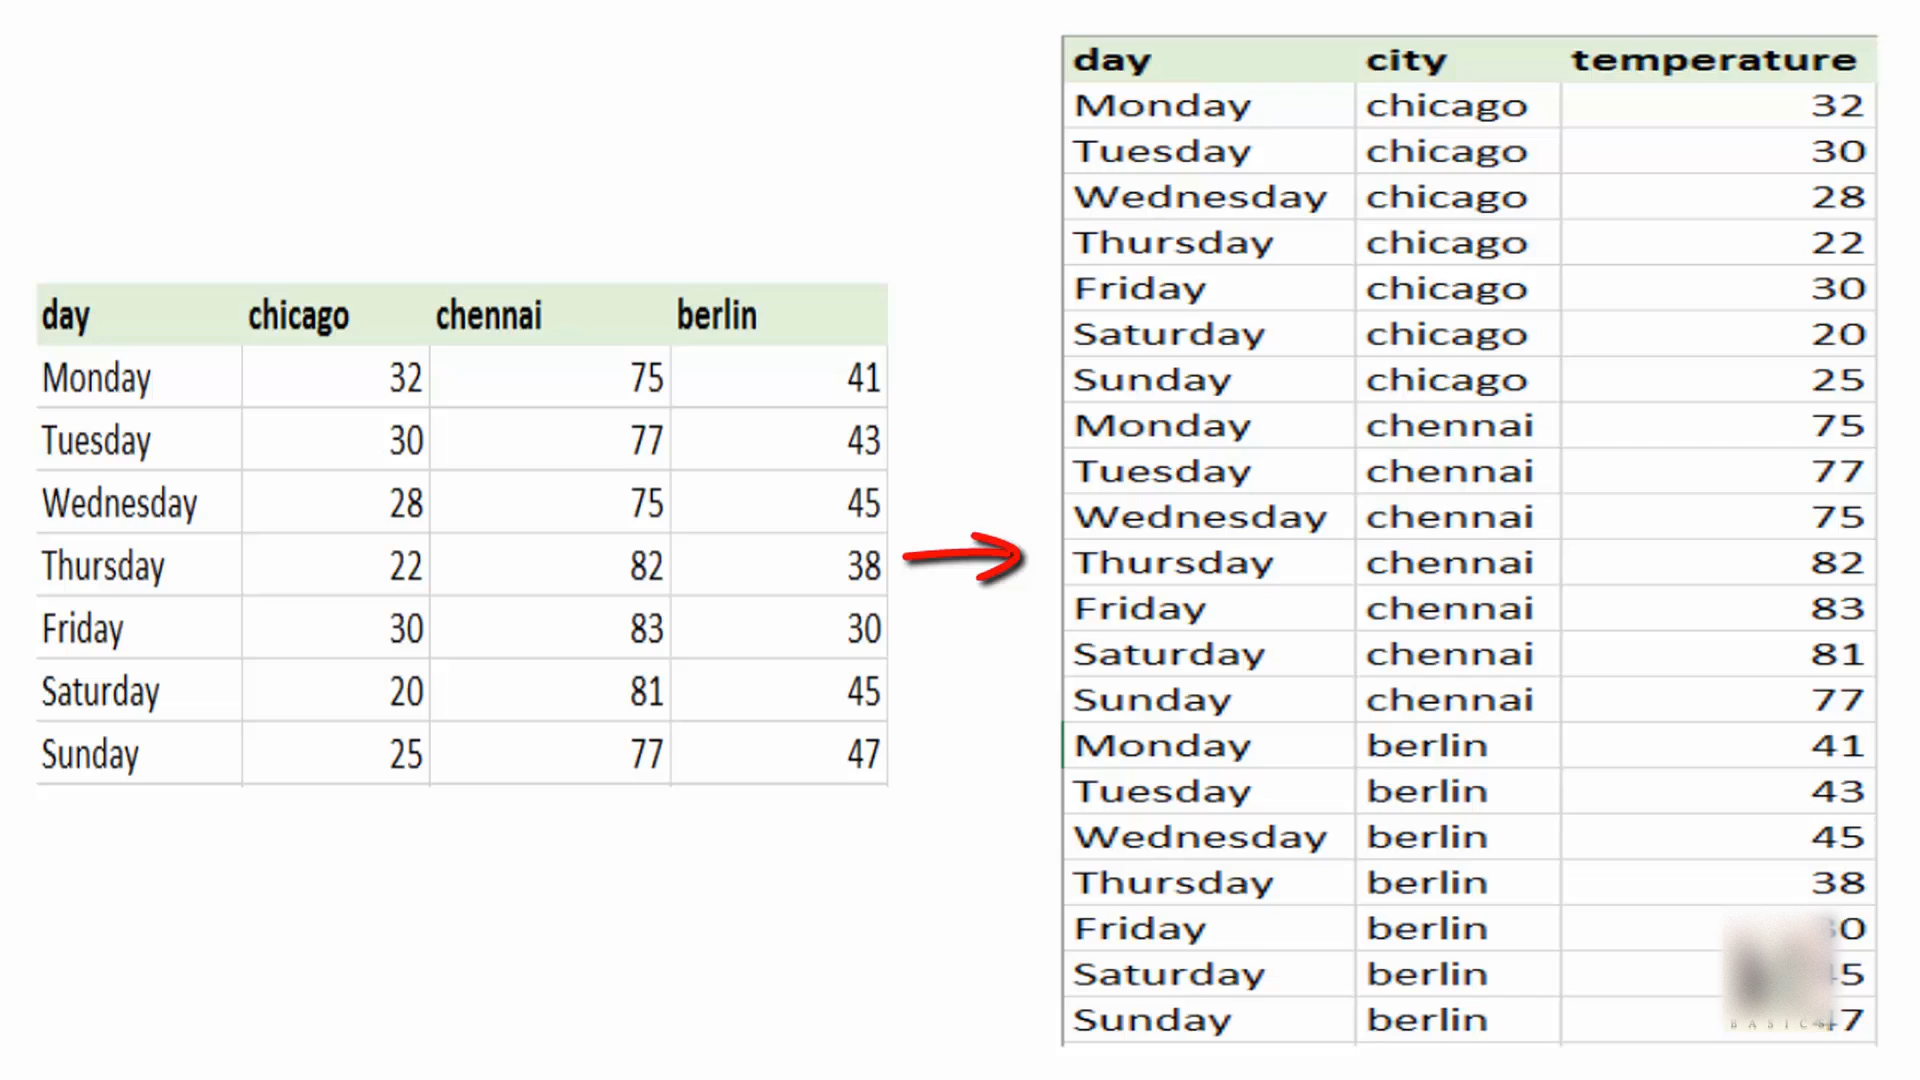 day chicago chennai berlin
Monday 32 75 41
Tuesday 30 77 43
Wednesday 28 75 45
Thursday 22 82 38
Friday 30 83 30
Saturday 20 81 45
Sunday 25 77 47
day city temperature
Monday chicago 32
Tuesday chicago 30
Wednesday chicago 28
Thursday chicago 22
Friday chicago 30
Saturday chicago 20
Sunday chicago 25
Monday chennai 75
Tuesday chennai 77
Wednesday chennai 75
Thursday chennai 82
Friday chennai 83
Saturday chennai 81
Sunday chennai 77
Monday berlin 41
Tuesday berlin 43
Wednesday berlin 45
Thursday berlin 38
Friday berlin
Saturday berlin
Sunday berlin
BASICS